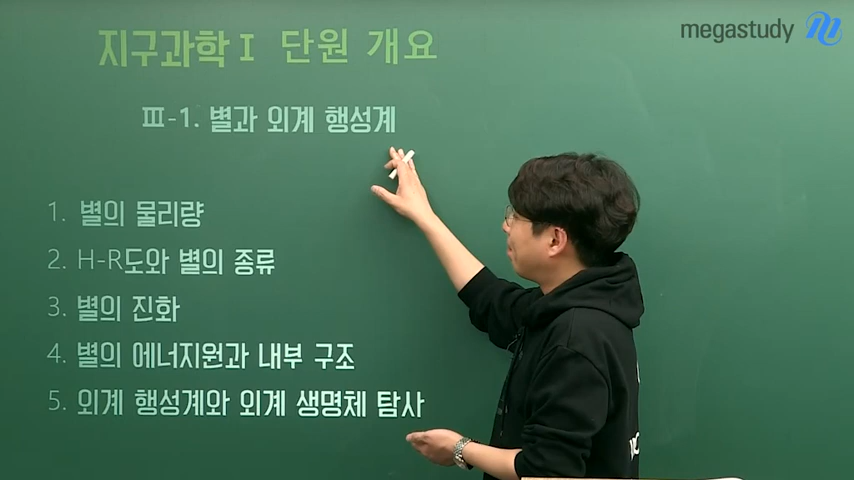 megastudy
지구과학 I 단원 개요
III-1. 별과 외계 행성계
1. 별의 물리량
2. H-R도와 별의 종류
3. 별의 진화
4. 별의 에너지원과 내부 구조
5. 외계 행성계와 외계 생명체 탐사